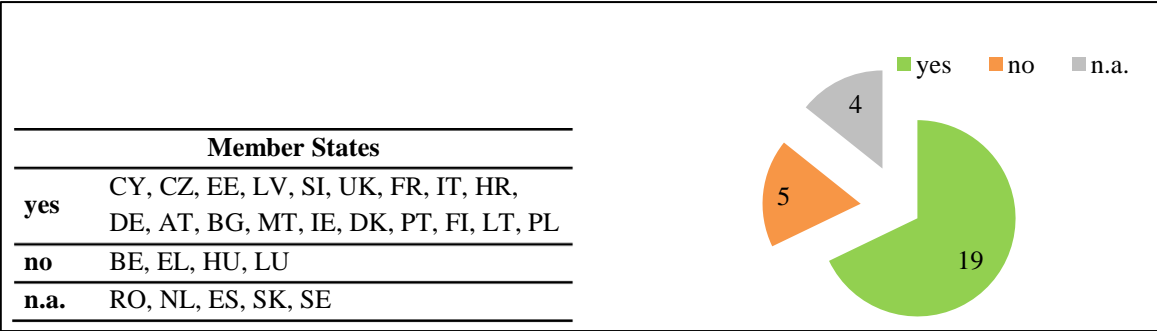 Member States
yes
CY, CZ, EE, LV, SI, UK, FR, IT, HR,
DE, AT, BG, MT, IE, DK, PT, FI, LT, PL
no BE, EL, HU, LU
n.a. RO, NL, ES, SK, SE
yes no n.a.
4
5
19